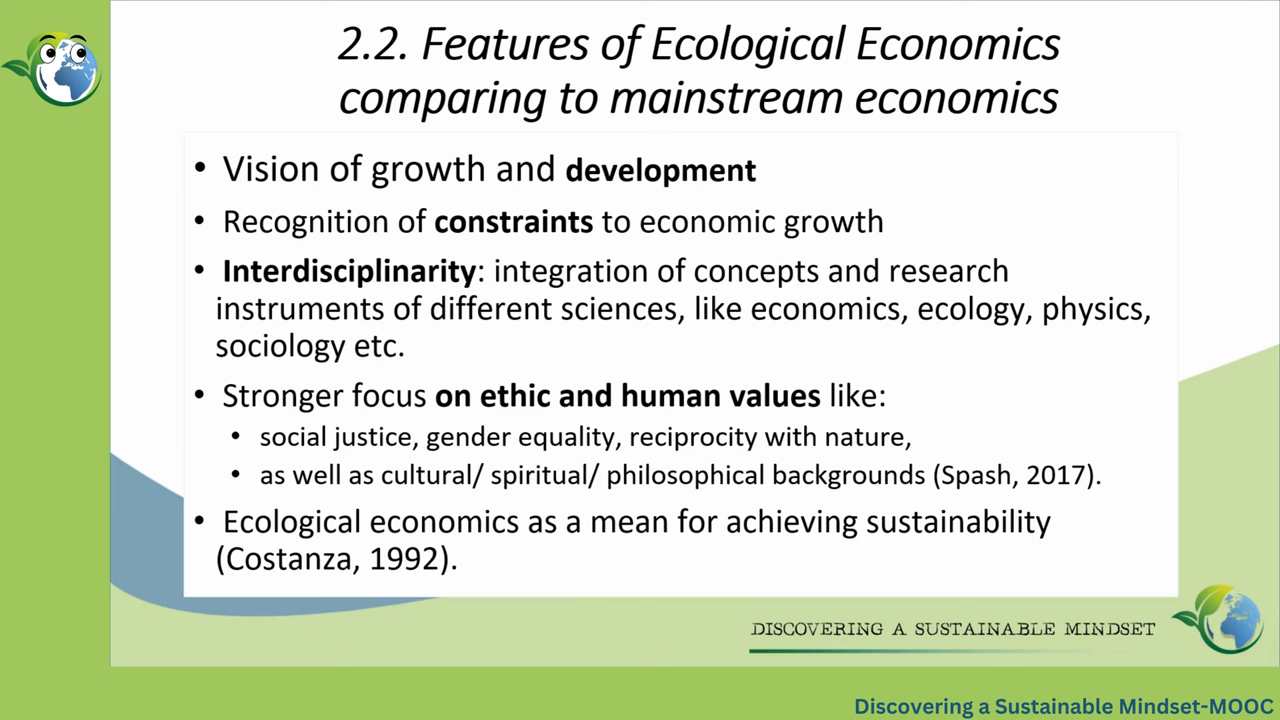 2.2. Features of Ecological Economics
comparing to mainstream economics
• Vision of growth and development
• Recognition of constraints to economic growth
• Interdisciplinarity: integration of concepts and research
instruments of different sciences, like economics, ecology, physics,
sociology etc.
• Stronger focus on ethic and human values like:
• social justice, gender equality, reciprocity with nature,
• as well as cultural/ spiritual/ philosophical backgrounds (Spash, 2017).
• Ecological economics as a mean for achieving sustainability
(Costanza, 1992).
DISCOVERING A SUSTAINABLE MINDSET
Discovering a Sustainable Mindset-MOOC